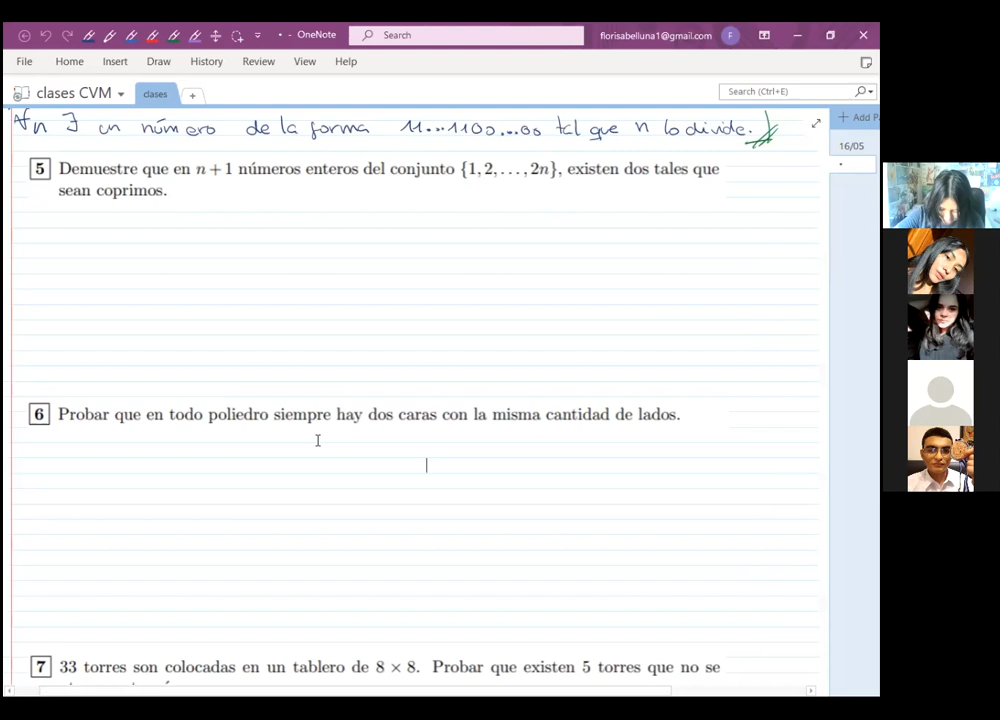 OneNote
Search
florisabelluna1@gmail.com
F
File Home Insert Draw History Review View Help
clases CVM
clases
+
Search (Ctrl+E)
∀n ∃ un número de la forma 11...1100...00 tal que n lo divide.
+ Add Pa
16/05
5 Demuestre que en n + 1 números enteros del conjunto {1, 2, . . . , 2n}, existen dos tales que
sean coprimos.
6 Probar que en todo poliedro siempre hay dos caras con la misma cantidad de lados.
7 33 torres son colocadas en un tablero de 8 × 8. Probar que existen 5 torres que no se